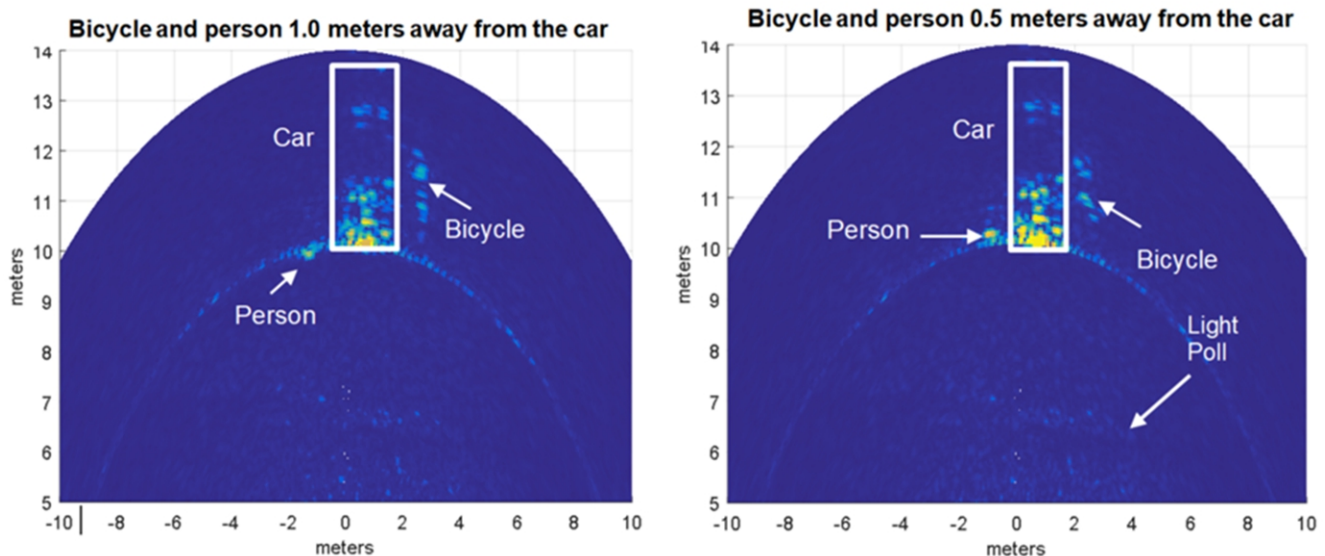 Bicycle and person 1.0 meters away from the car
14
13
12
11
10
9
8
7
6
5
meters
Car
Bicycle
Person
-10 -8 -6 -4 -2 0 2 4 6 8 10
meters
Bicycle and person 0.5 meters away from the car
14
13
12
11
10
9
8
7
6
5
meters
Car
Person
Bicycle
Light
Poll
-10 -8 -6 -4 -2 0 2 4 6 8 10
meters